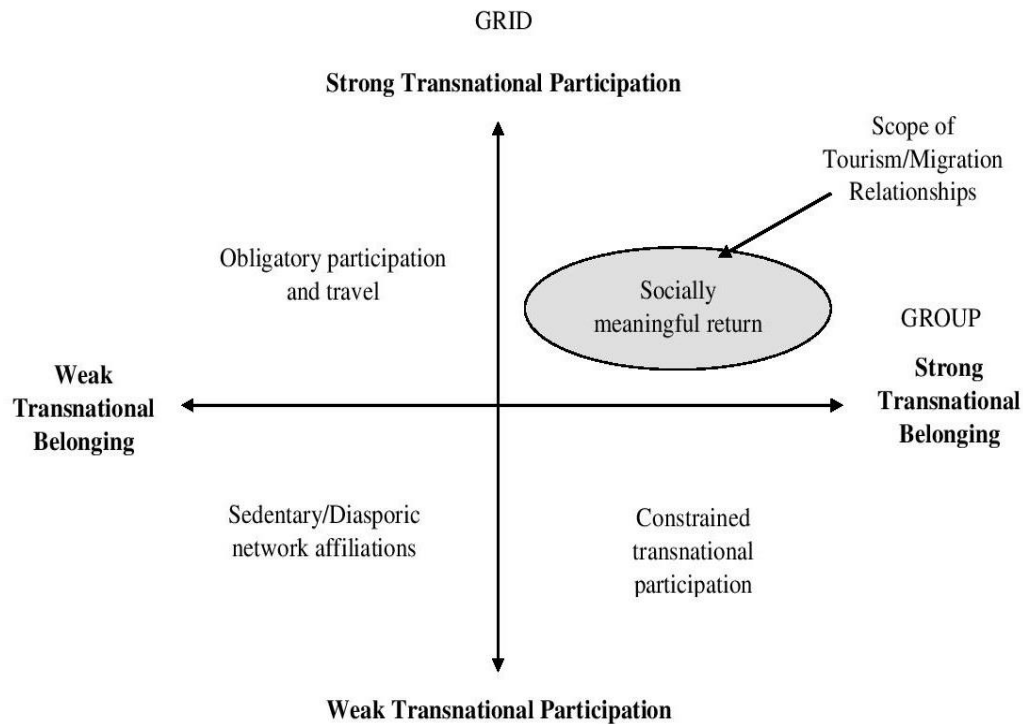 GRID
Strong Transnational Participation
Scope of
Tourism/Migration
Relationships
Obligatory participation
and travel
Socially
meaningful return
GROUP
Weak
Transnational
Belonging
Strong
Transnational
Belonging
Sedentary/Diasporic
network affiliations
Constrained
transnational
participation
Weak Transnational Participation